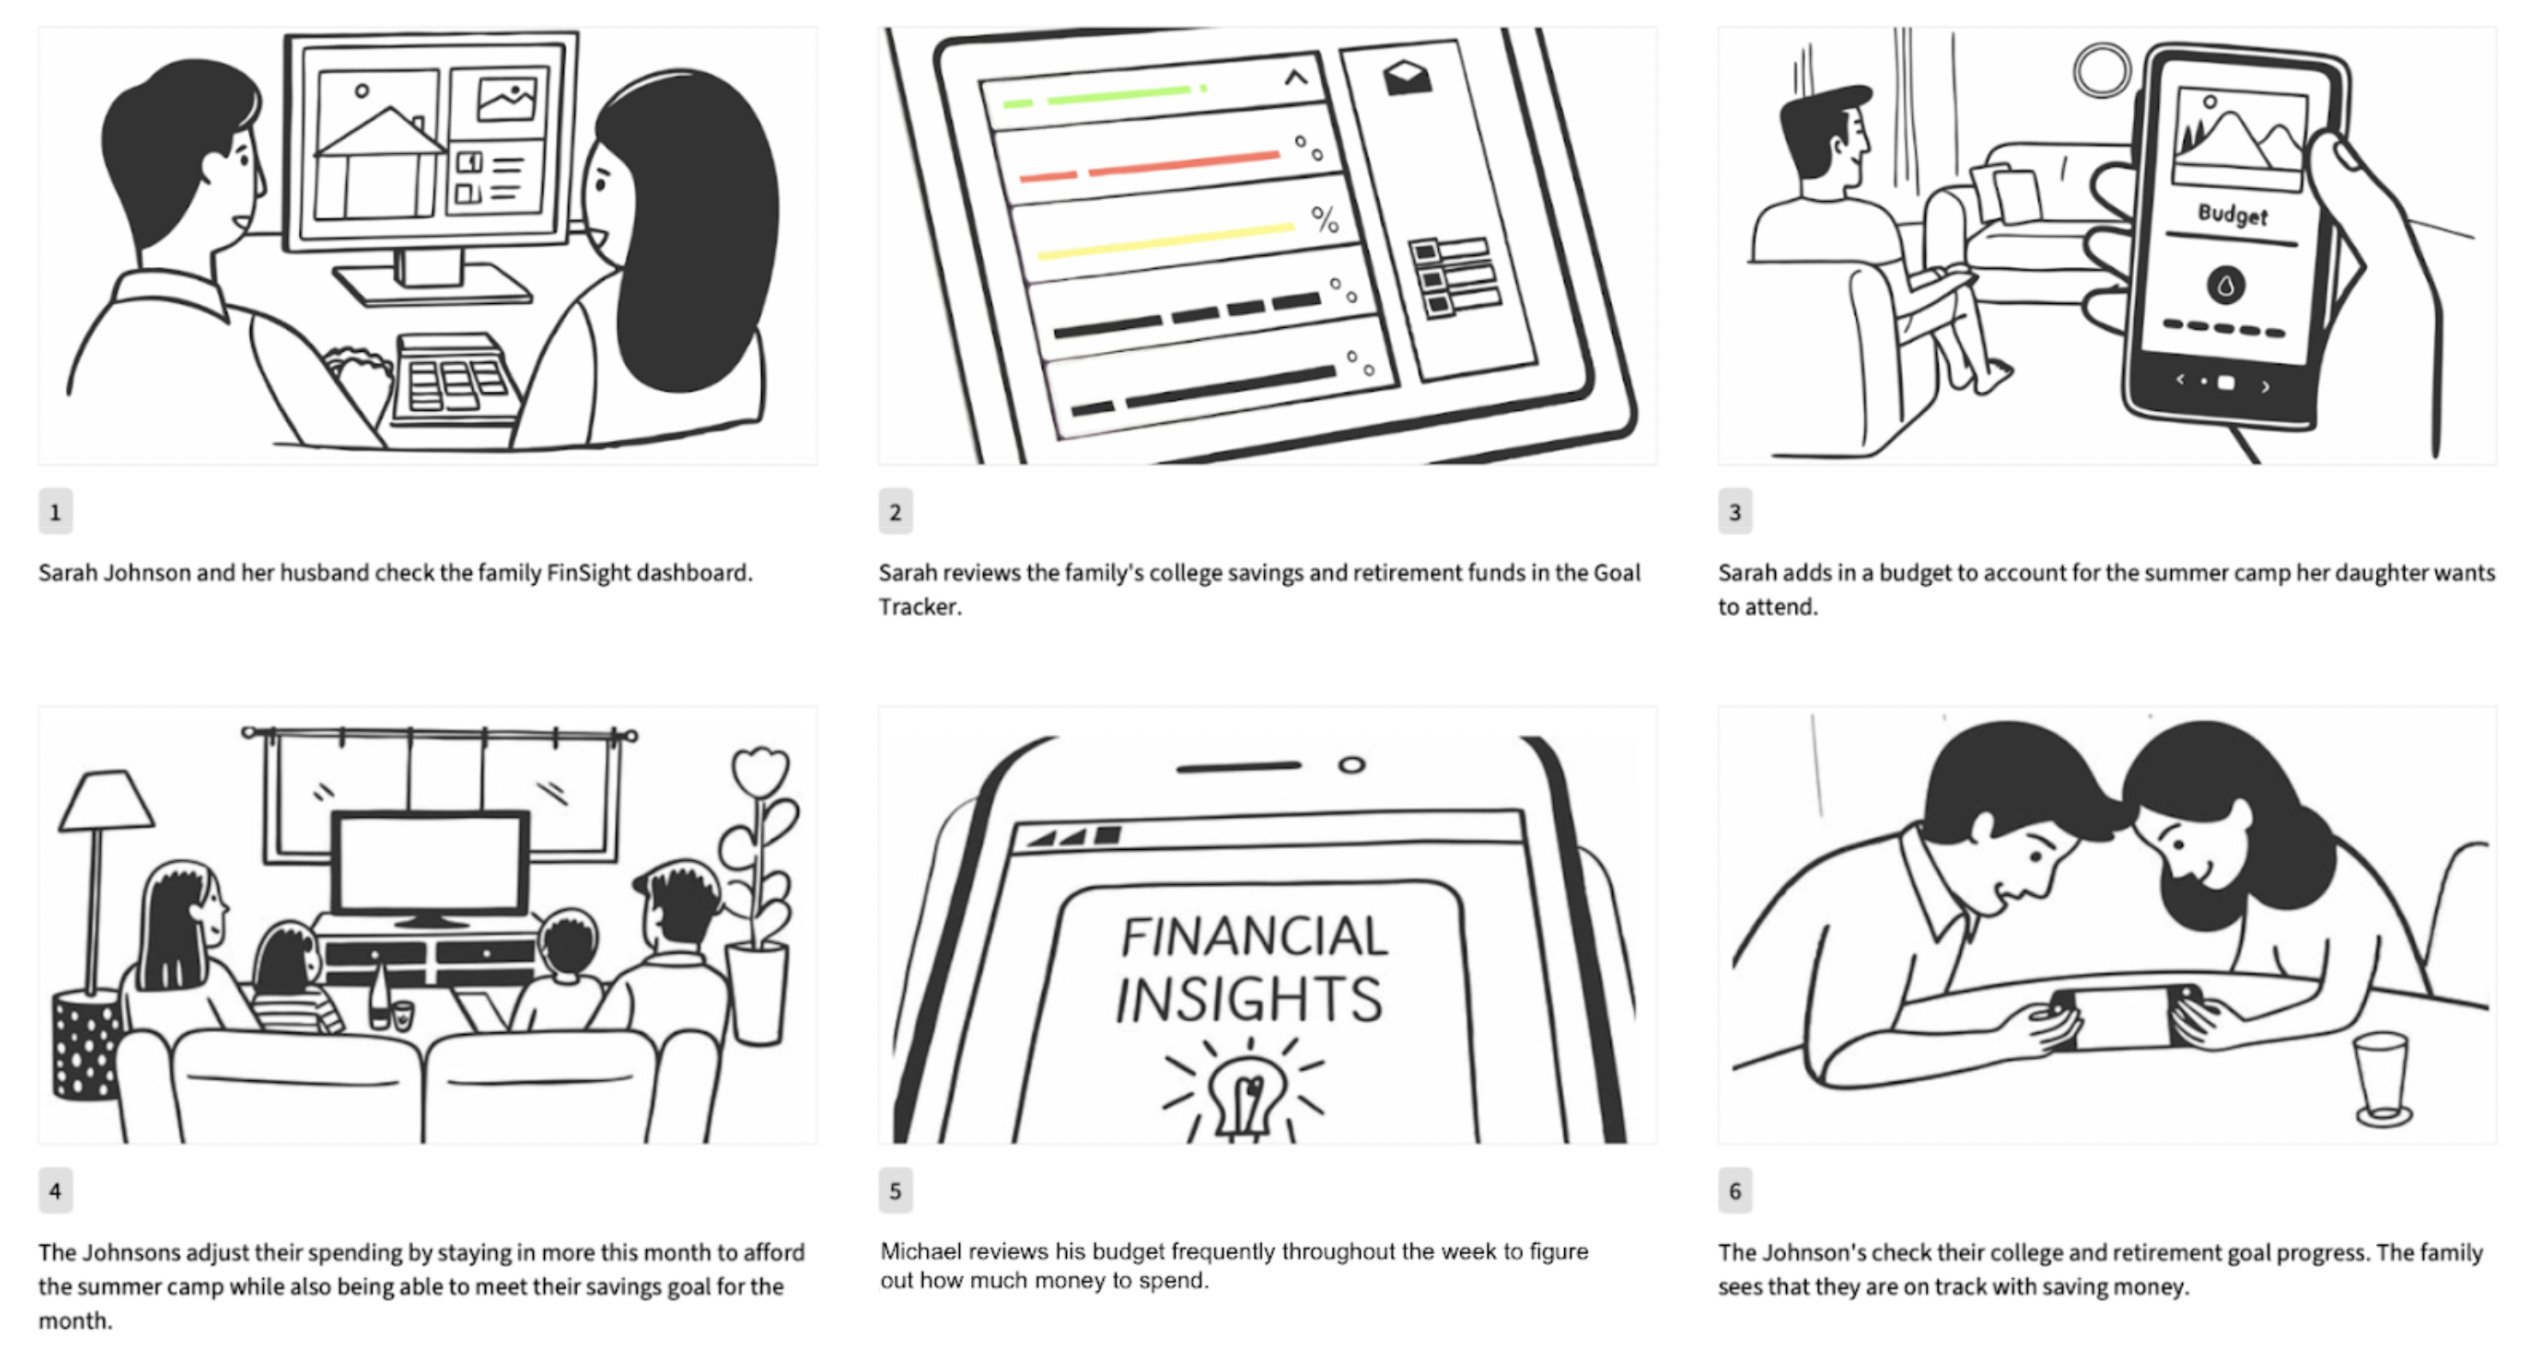 Budget
1
2
3
Sarah Johnson and her husband check the family FinSight dashboard.
Sarah reviews the family's college savings and retirement funds in the Goal
Tracker.
Sarah adds in a budget to account for the summer camp her daughter wants
to attend.
FINANCIAL
INSIGHTS
4
5
6
The Johnsons adjust their spending by staying in more this month to afford
the summer camp while also being able to meet their savings goal for the
month.
Michael reviews his budget frequently throughout the week to figure
out how much money to spend.
The Johnson's check their college and retirement goal progress. The family
sees that they are on track with saving money.